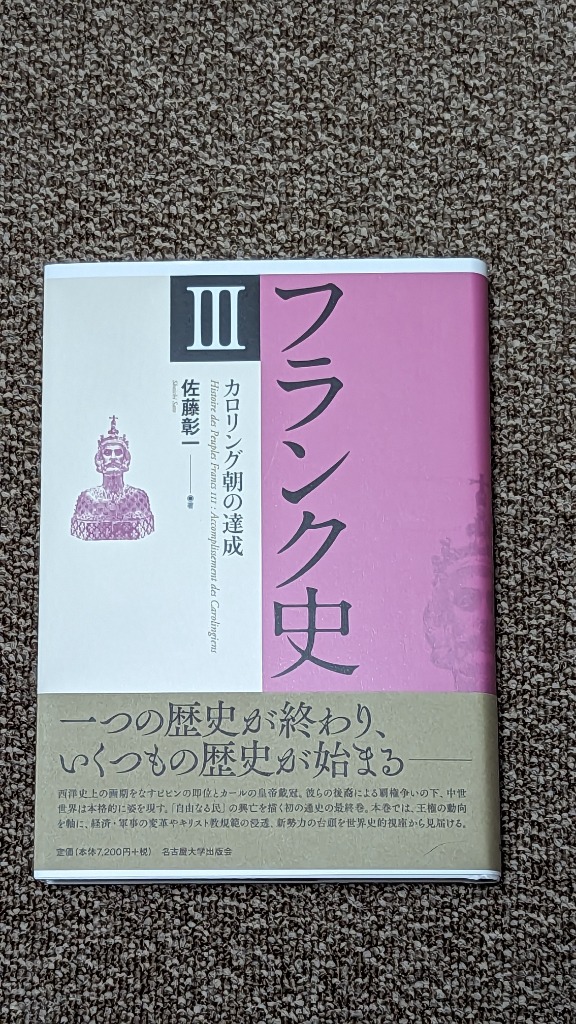 フランク史
III
カロリング朝の達成
Histoire des Peuples Francs III : Accomplissement des Carolingiens
佐藤彰一
著
Shoichi Sato
一つの歴史が終わり、
いくつもの歴史が始まる──
西洋史上の画期をなすピピンの即位とカールの皇帝戴冠。彼らの後裔による覇権争いの下、中世
世界は本格的に姿を現す。「自由なる民」の興亡を描く初の通史の最終巻。本巻では、王権の動向
を軸に、経済・軍事の変革やキリスト教規範の浸透、新勢力の台頭を世界史的視座から見届ける。
定価（本体7,200円+税） 名古屋大学出版会